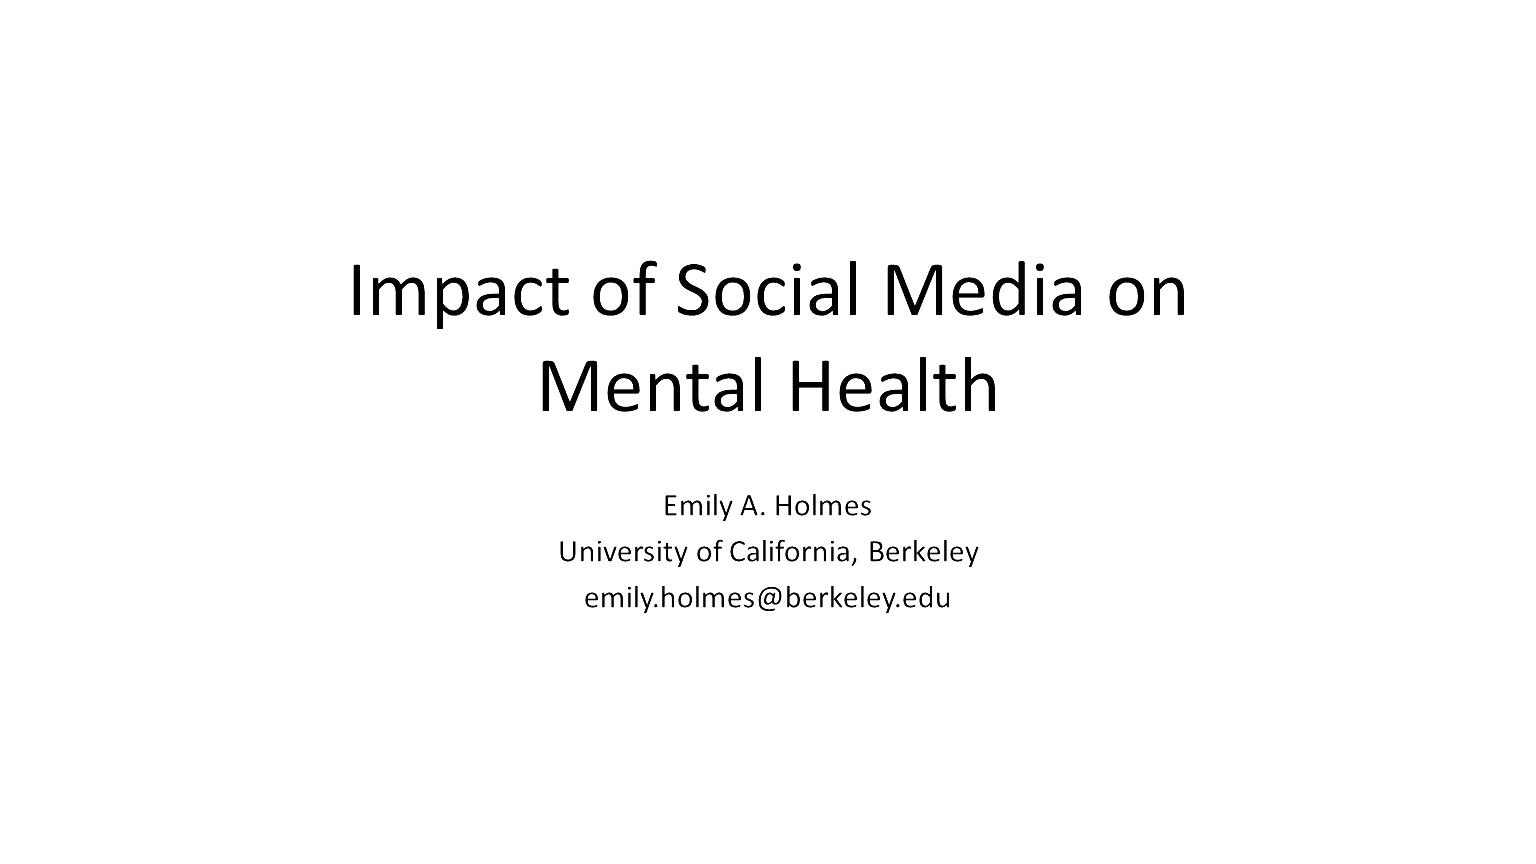 Impact of Social Media on
Mental Health
Emily A. Holmes
University of California, Berkeley
emily.holmes@berkeley.edu